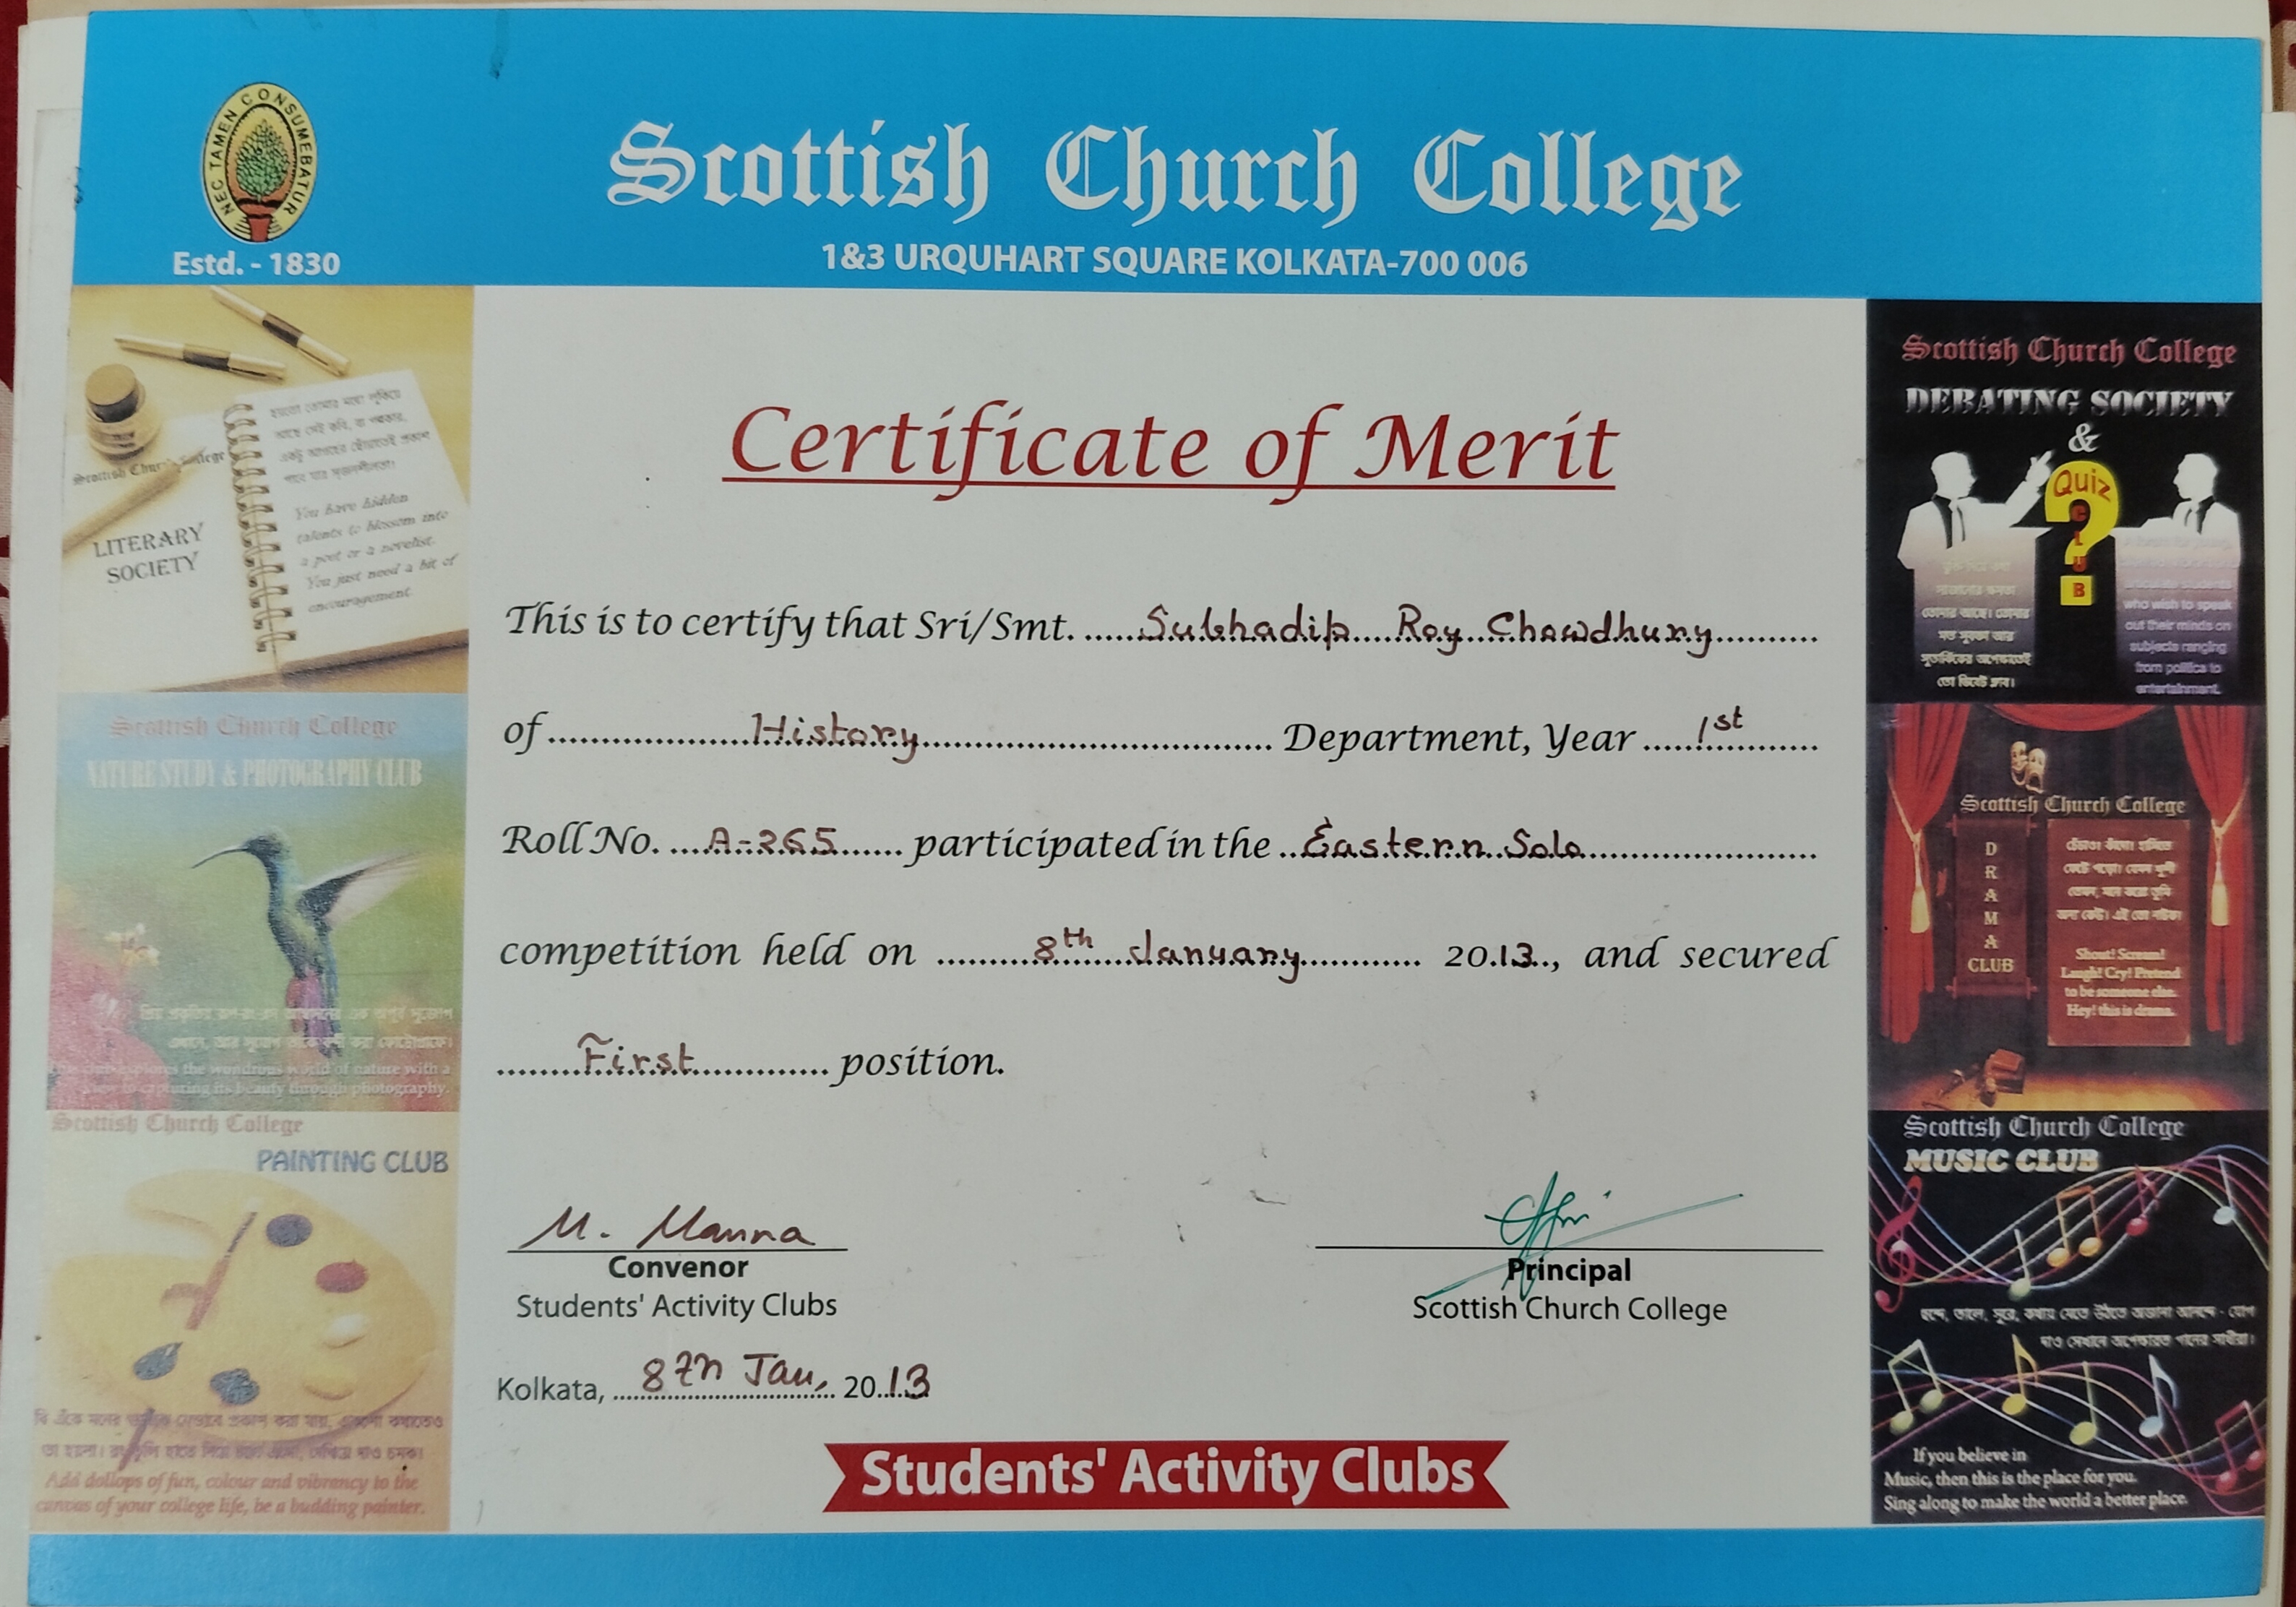 NEC TAMEN CONSUMEBATUR
Estd. - 1830
Scottish Church College
1&3 URQUHART SQUARE KOLKATA-700 006
Scottish Church College
LITERARY
SOCIETY
You have hidden
talents to blossom into
a poet or a novelist.
You just need a bit of
encouragement.
Scottish Church College
NATURE STUDY & PHOTOGRAPHY CLUB
explores the wondrous world of nature with a
view to capturing its beauty through photography.
Scottish Church College
PAINTING CLUB
Add dollops of fun, colour and vibrancy to the
canvas of your college life, be a budding painter.
Certificate of Merit
This is to certify that Sri/Smt. Subhadip Roy Chowdhury
of History Department, Year 1st
Roll No. A-265 participated in the Eastern Solo
competition held on 8th January 2013, and secured
First position.
M. Manna
Convenor
Students' Activity Clubs
Principal
Scottish Church College
Kolkata, 8th Jan, 2013
Students' Activity Clubs
Scottish Church College
DEBATING SOCIETY
&
Quiz
CLUB
who wish to speak
out their minds on
subjects ranging
from politics to
entertainment.
Scottish Church College
DRAMA
CLUB
Shout! Scream!
Laugh! Cry! Pretend
to be someone else.
Hey! this is drama.
Scottish Church College
MUSIC CLUB
If you believe in
Music, then this is the place for you.
Sing along to make the world a better place.